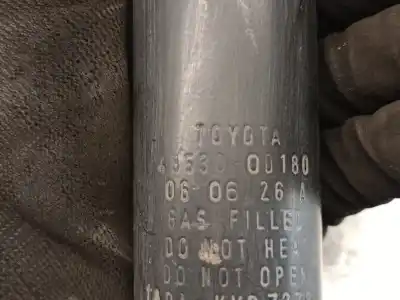 TOYOTA
48530-0D180
06-06 26 A
GAS FILLED
DO NOT HEA
DO NOT OPEN